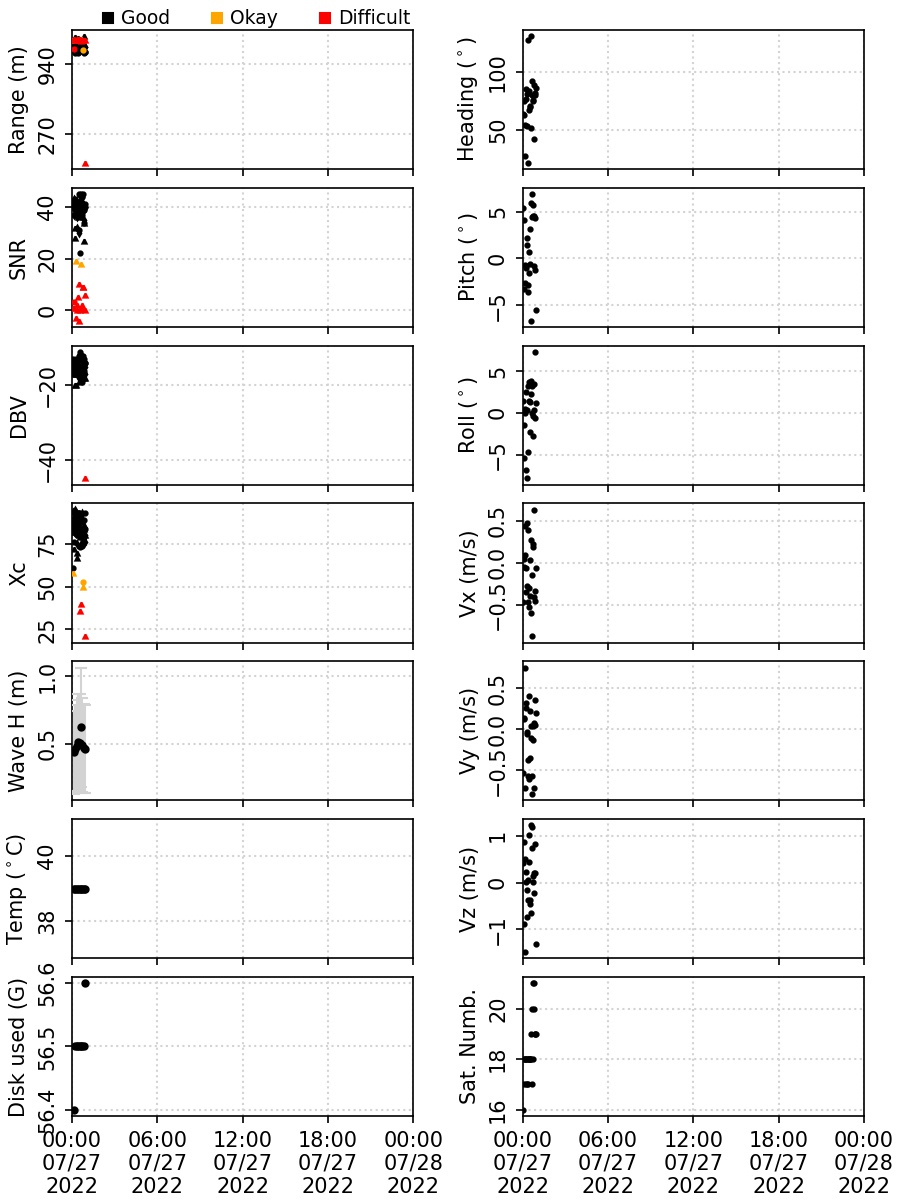 Good Okay Difficult
Range (m)
940
270
Heading (°)
100
50
SNR
40
20
0
Pitch (°)
5
0
−5
DBV
−20
−40
Roll (°)
5
0
−5
Xc
75
50
25
Vx (m/s)
0.5
0.0
−0.5
Wave H (m)
1.0
0.5
Vy (m/s)
0.5
0.0
−0.5
Temp (°C)
40
38
Vz (m/s)
1
0
−1
Disk used (G)
56.6
56.5
56.4
Sat. Numb.
20
18
16
00:00 06:00 12:00 18:00 00:00 00:00 06:00 12:00 18:00 00:00
07/27 07/27 07/27 07/27 07/28 07/27 07/27 07/27 07/27 07/28
2022 2022 2022 2022 2022 2022 2022 2022 2022 2022